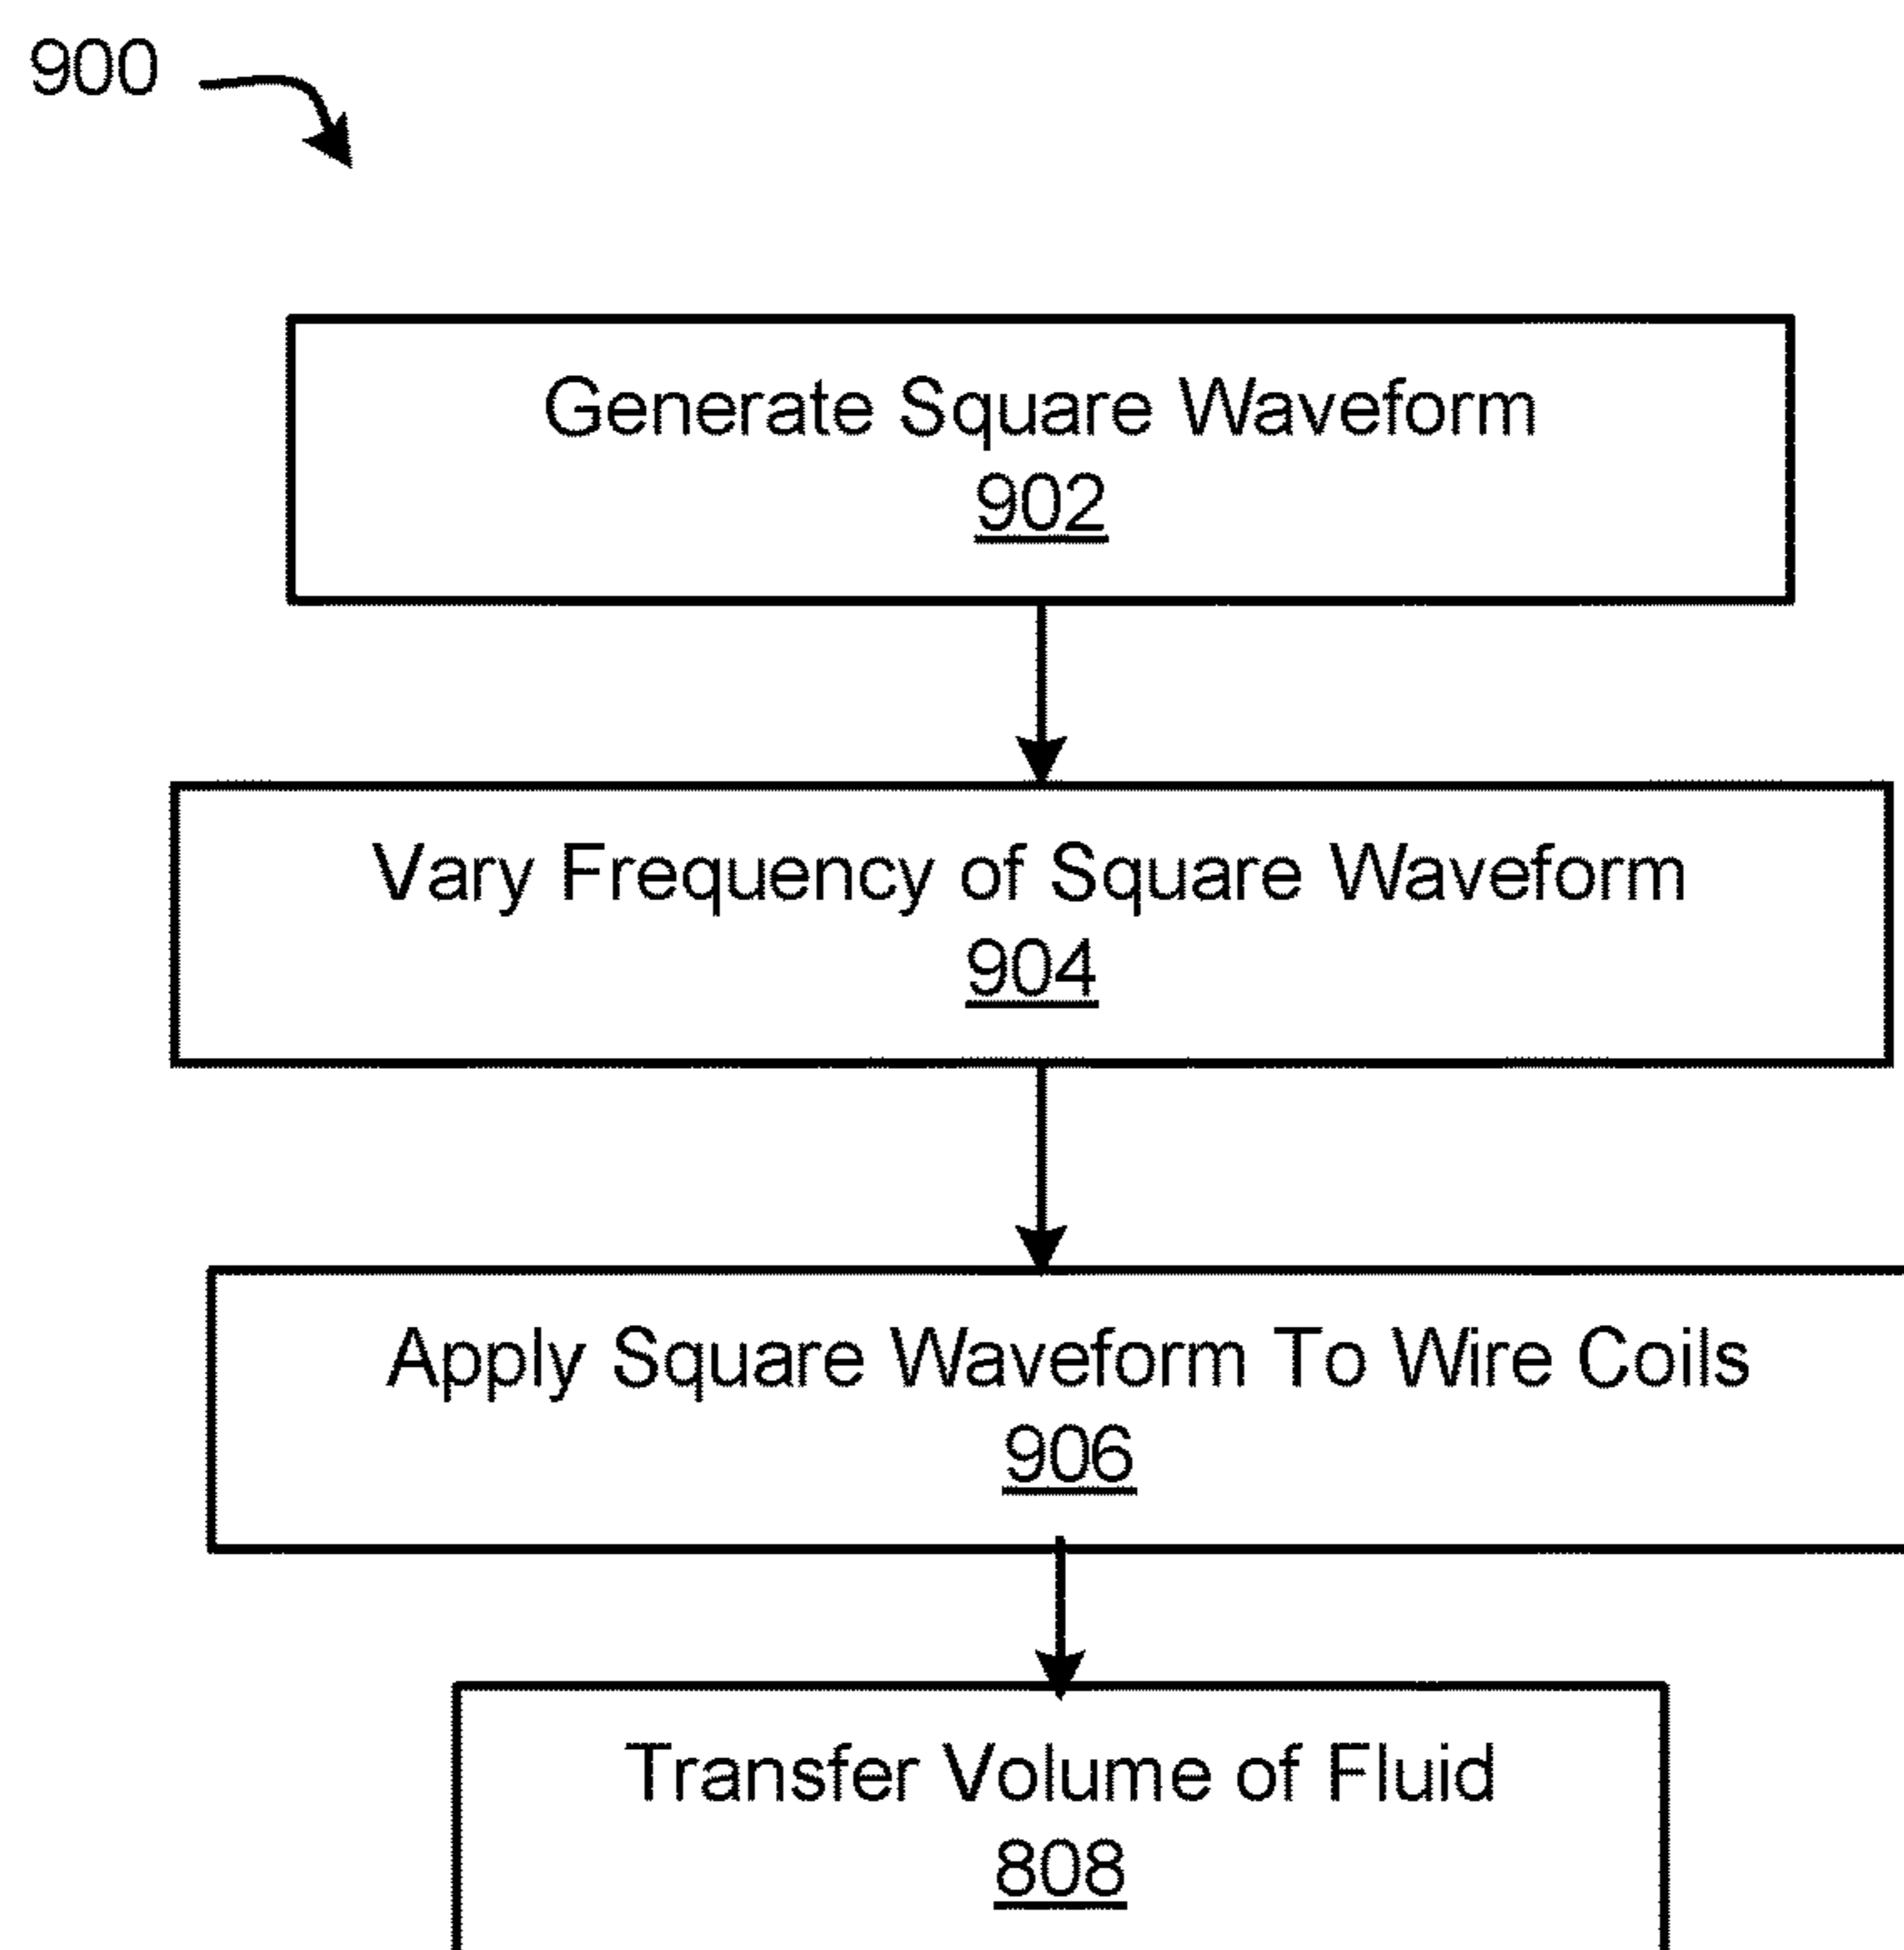 900
Generate Square Waveform
902
Vary Frequency of Square Waveform
904
Apply Square Waveform To Wire Coils
906
Transfer Volume of Fluid
808